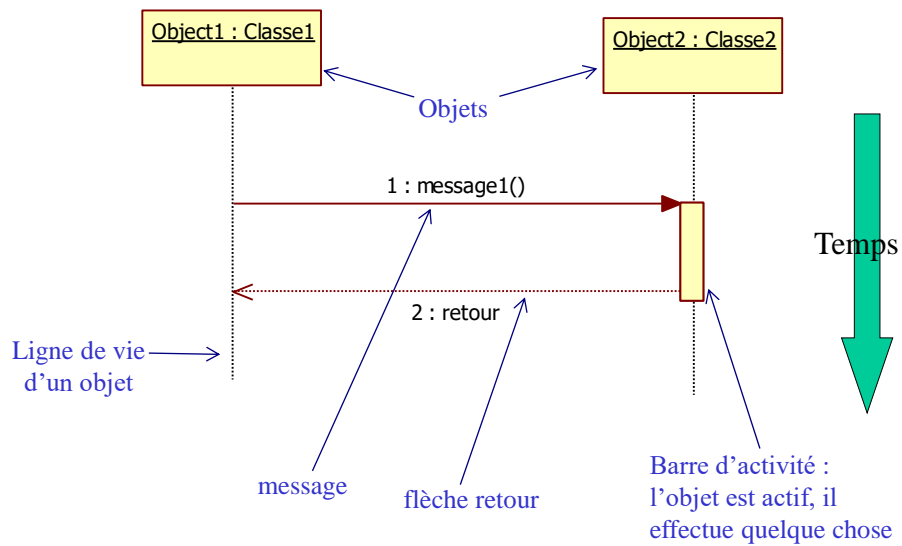 Object1 : Classe1
Object2 : Classe2
Objets
1 : message1()
Temps
2 : retour
Ligne de vie
d’un objet
message
flèche retour
Barre d’activité :
l’objet est actif, il
effectue quelque chose